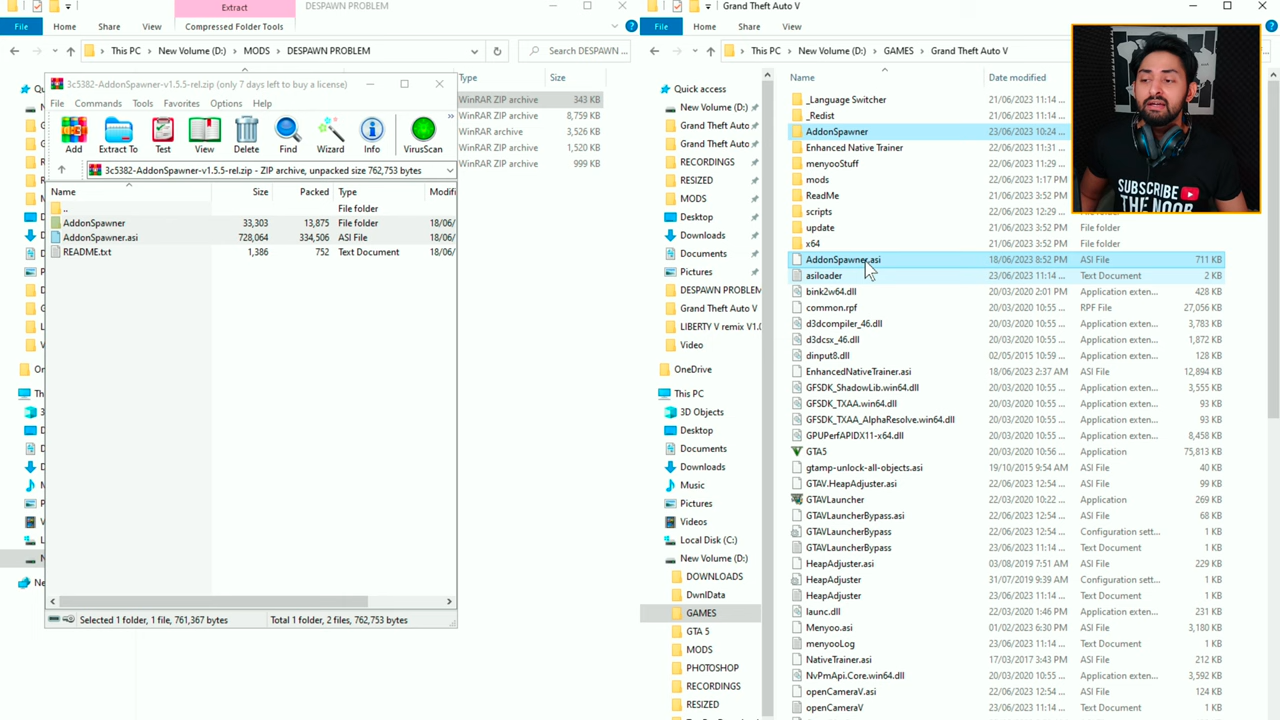 Extract
DESPAWN PROBLEM
File
Home
Share
View
Compressed Folder Tools
This PC
New Volume (D:)
MODS
DESPAWN PROBLEM
Search DESPAWN ...
Type
Size
WinRAR ZIP archive 343 KB
WinRAR ZIP archive 8,759 KB
WinRAR archive 3,526 KB
WinRAR ZIP archive 1,520 KB
WinRAR ZIP archive 999 KB
3c5382-AddonSpawner-v1.5.5-rel.zip (only 7 days left to buy a license)
File Commands Tools Favorites Options Help
Add Extract To Test View Delete Find Wizard Info VirusScan
3c5382-AddonSpawner-v1.5.5-rel.zip - ZIP archive, unpacked size 762,753 bytes
Name Size Packed Type Modifi
.. File folder
AddonSpawner 33,303 13,875 File folder 18/06/
AddonSpawner.asi 728,064 334,506 ASI File 18/06/
README.txt 1,386 752 Text Document 18/06/
Selected 1 folder, 1 file, 761,367 bytes
Total 1 folder, 2 files, 762,753 bytes
Grand Theft Auto V
File
Home
Share
View
This PC
New Volume (D:)
GAMES
Grand Theft Auto V
Quick access
New Volume (D:)
Grand Theft Auto
Grand Theft Auto
RECORDINGS
RESIZED
MODS
Desktop
Downloads
Documents
Pictures
DESPAWN PROBLEM
Grand Theft Auto V
LIBERTY V remix V1.0
Video
OneDrive
This PC
3D Objects
Desktop
Documents
Downloads
Music
Pictures
Videos
Local Disk (C:)
New Volume (D:)
DOWNLOADS
DwnlData
GAMES
GTA 5
MODS
PHOTOSHOP
RECORDINGS
RESIZED
Name Date modified
_Language Switcher 21/06/2023 11:14 ...
_Redist 21/06/2023 11:14 ...
AddonSpawner 23/06/2023 10:24 ...
Enhanced Native Trainer 23/06/2023 11:14 ...
menyooStuff 22/06/2023 11:29 ...
mods 21/06/2023 11:14 ...
ReadMe 21/06/2023 3:52 PM
scripts 22/06/2023 12:29 ...
update 21/06/2023 3:52 PM File folder
x64 21/06/2023 3:52 PM File folder
AddonSpawner.asi 18/06/2023 8:52 PM ASI File 711 KB
asiloader 23/06/2023 11:14 ... Text Document 2 KB
bink2w64.dll 20/03/2020 2:01 PM Application exten... 428 KB
common.rpf 20/03/2020 10:55 ... RPF File 27,056 KB
d3dcompiler_46.dll 20/03/2020 10:55 ... Application exten... 3,783 KB
d3dcsx_46.dll 20/03/2020 10:55 ... Application exten... 1,872 KB
dinput8.dll 02/05/2015 10:59 ... Application exten... 128 KB
EnhancedNativeTrainer.asi 18/06/2023 2:37 AM ASI File 12,894 KB
GFSDK_ShadowLib.win64.dll 20/03/2020 10:55 ... Application exten... 3,555 KB
GFSDK_TXAA.win64.dll 20/03/2020 10:55 ... Application exten... 93 KB
GFSDK_TXAA_AlphaResolve.win64.dll 20/03/2020 10:55 ... Application exten... 93 KB
GPUPerfAPIDX11-x64.dll 20/03/2020 10:55 ... Application exten... 8,458 KB
GTA5 20/03/2020 10:55 ... Application 75,813 KB
gtamp-unlock-all-objects.asi 19/10/2015 9:54 AM ASI File 40 KB
GTAV.HeapAdjuster.asi 22/06/2023 12:54 ... ASI File 99 KB
GTAVLauncher 20/03/2020 10:22 ... Application 269 KB
GTAVLauncherBypass.asi 22/06/2023 12:54 ... ASI File 68 KB
GTAVLauncherBypass 22/06/2023 12:54 ... Configuration sett... 1 KB
GTAVLauncherBypass 23/06/2023 11:14 ... Text Document 1 KB
HeapAdjuster.asi 03/08/2019 7:51 AM ASI File 229 KB
HeapAdjuster 31/07/2019 9:39 AM Configuration sett... 1 KB
HeapAdjuster 23/06/2023 11:14 ... Text Document 1 KB
launc.dll 22/02/2020 1:46 PM Application exten... 231 KB
Menyoo.asi 01/02/2023 6:30 PM ASI File 3,180 KB
menyooLog 23/06/2023 11:14 ... Text Document 1 KB
NativeTrainer.asi 17/03/2017 3:43 PM ASI File 141 KB
NvPmApi.Core.win64.dll 20/03/2020 10:55 ... Application exten... 3,592 KB
openCameraV.asi 22/06/2023 12:54 ... ASI File 124 KB
openCameraV 23/06/2023 11:14 ... Text Document 1 KB
SUBSCRIBE
THE NOOB